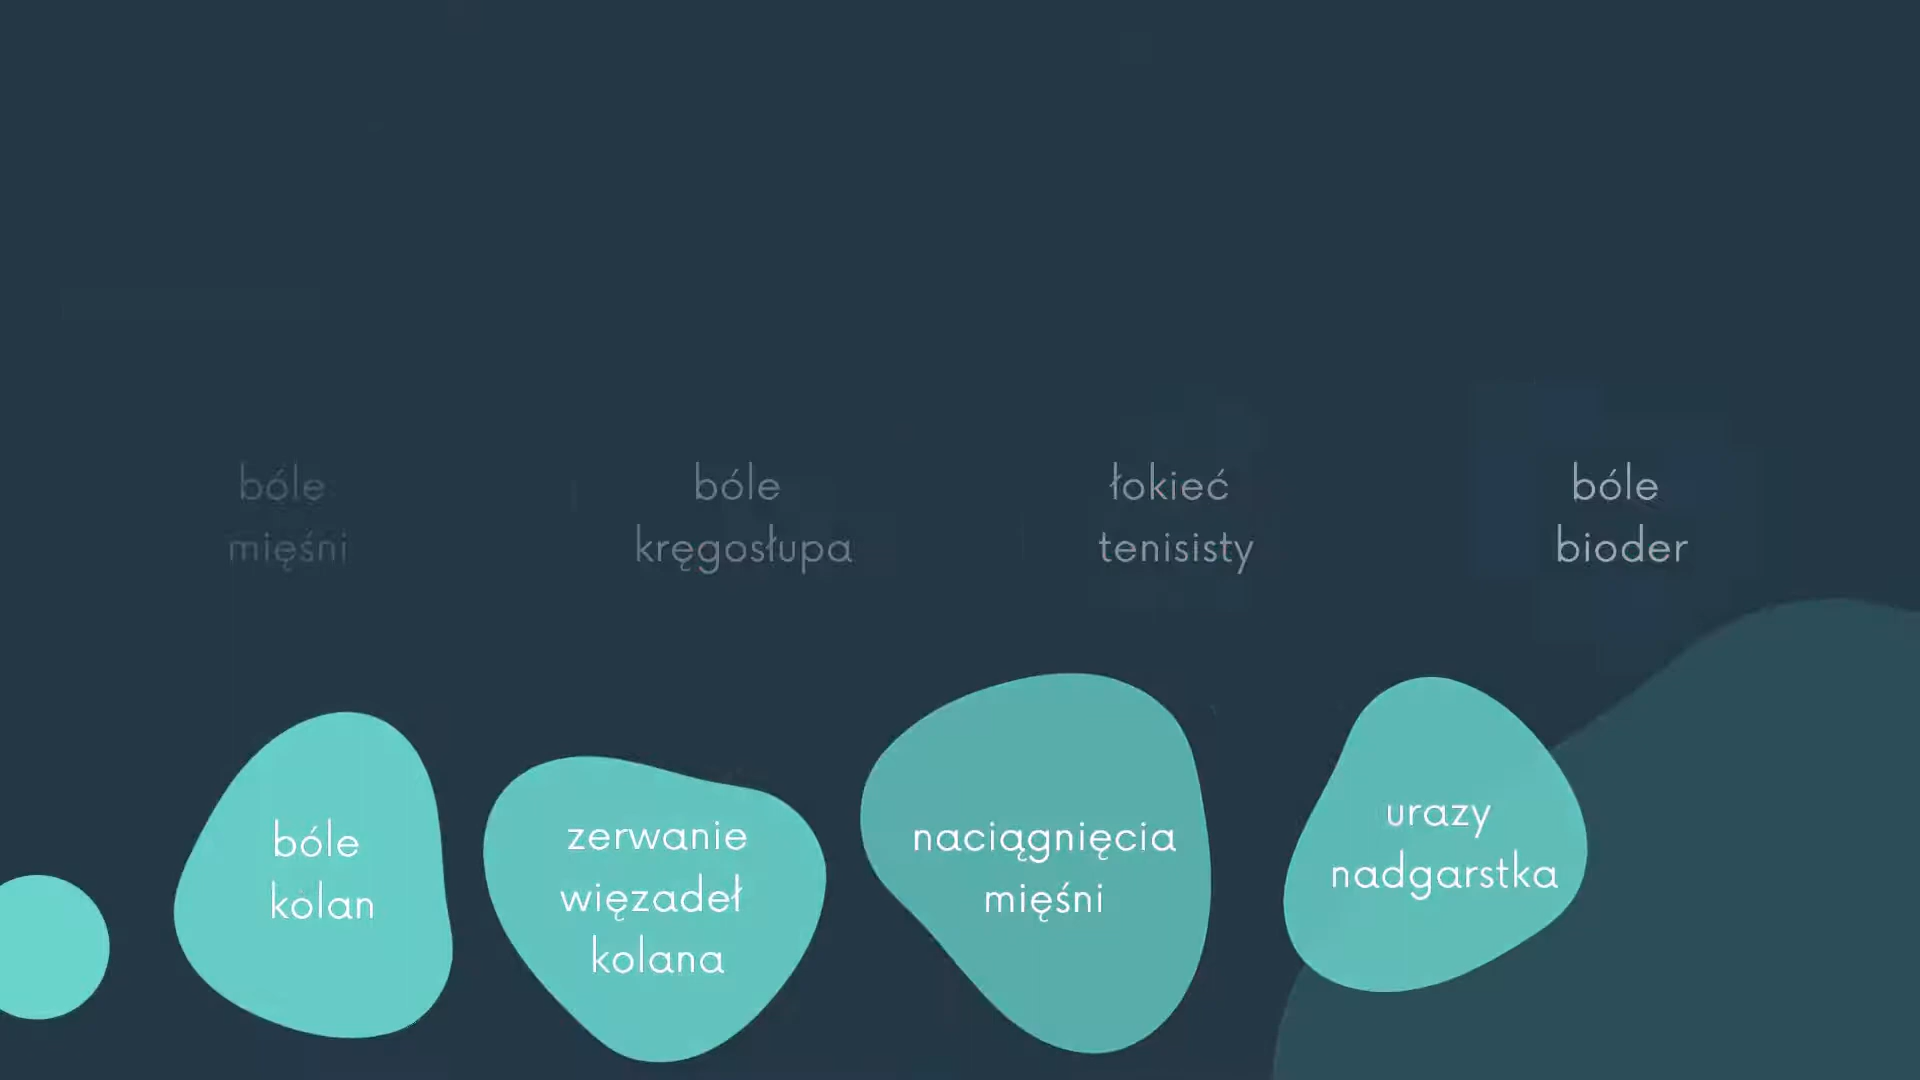 bóle
mięśni
bóle
kręgosłupa
łokieć
tenisisty
bóle
bioder
bóle
kolan
zerwanie
więzadeł
kolana
naciągnięcia
mięśni
urazy
nadgarstka